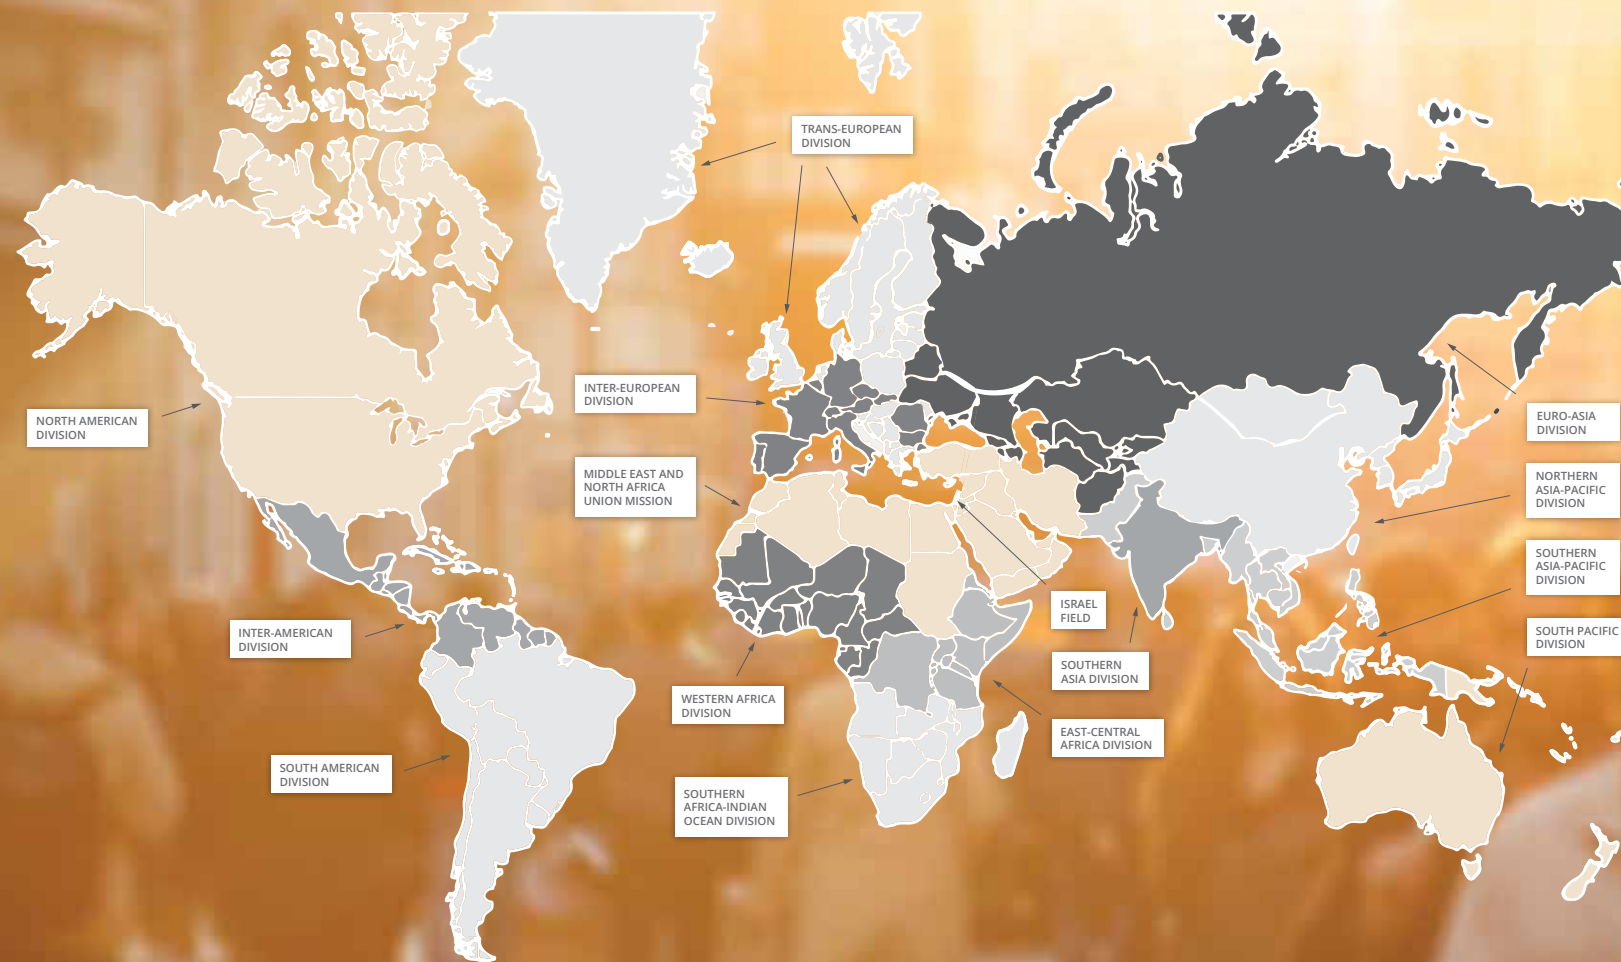 TRANS-EUROPEAN
DIVISION
INTER-EUROPEAN
DIVISION
NORTH AMERICAN
DIVISION
EURO-ASIA
DIVISION
MIDDLE EAST AND
NORTH AFRICA
UNION MISSION
NORTHERN
ASIA-PACIFIC
DIVISION
SOUTHERN
ASIA-PACIFIC
DIVISION
ISRAEL
FIELD
INTER-AMERICAN
DIVISION
SOUTH PACIFIC
DIVISION
SOUTHERN
ASIA DIVISION
WESTERN AFRICA
DIVISION
EAST-CENTRAL
AFRICA DIVISION
SOUTH AMERICAN
DIVISION
SOUTHERN
AFRICA-INDIAN
OCEAN DIVISION